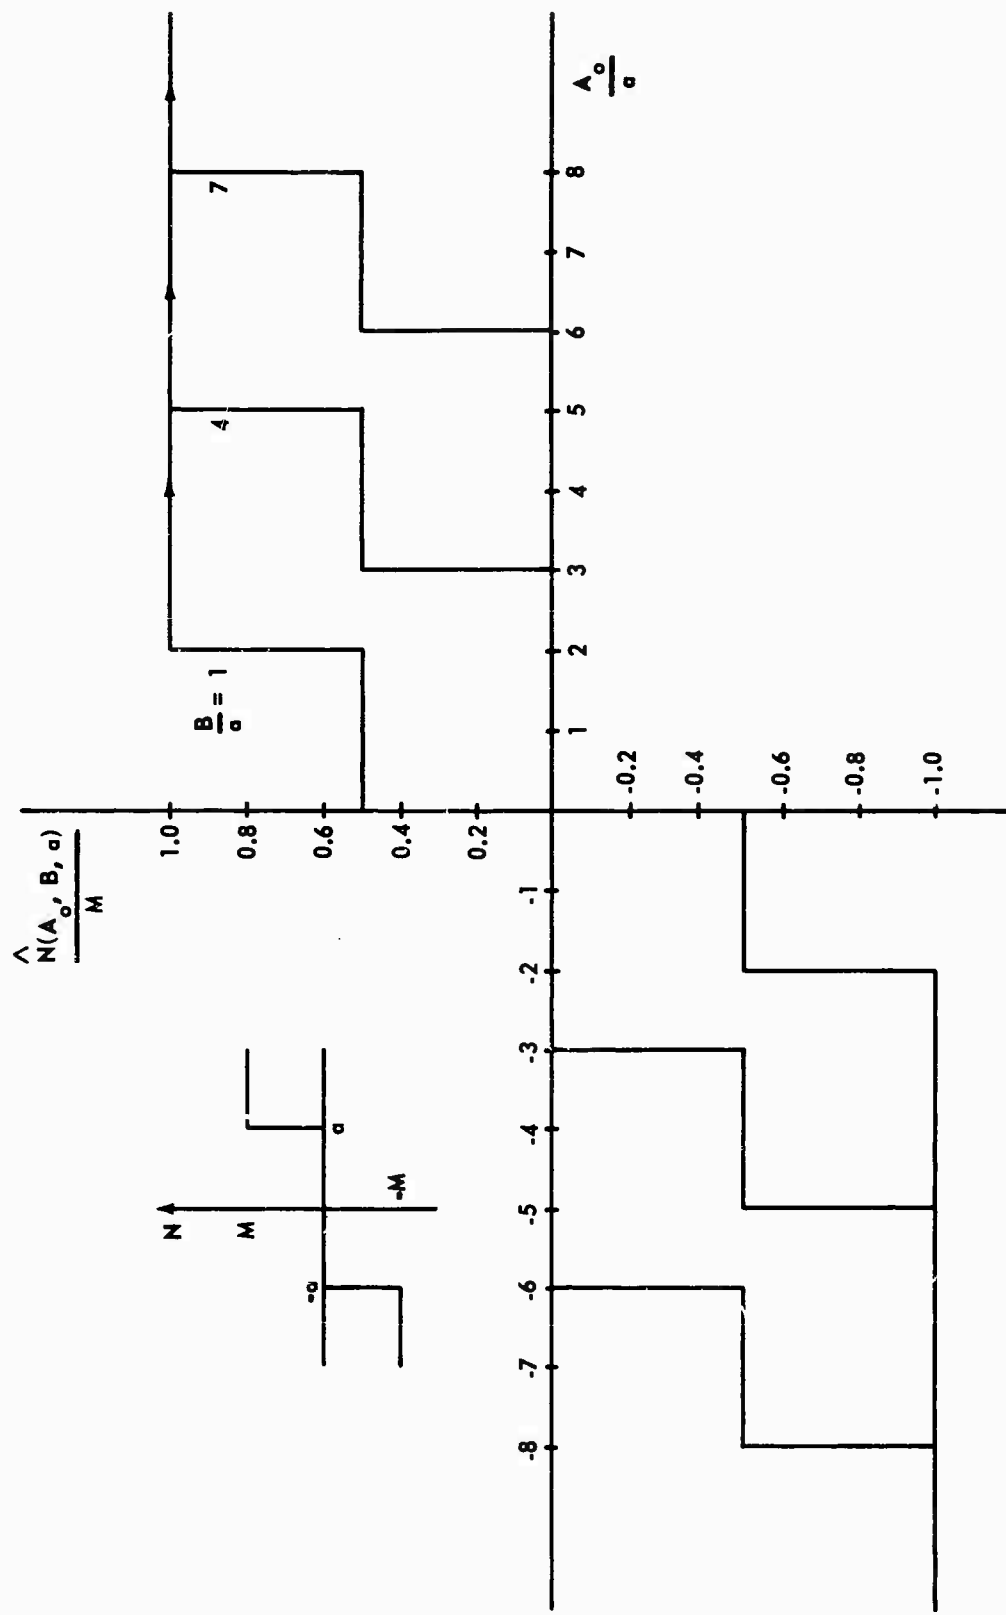 N̂(A₀, B, a)
M
1.0
0.8
0.6
0.4
0.2
-0.2
-0.4
-0.6
-0.8
-1.0
B/a = 1
4
7
-8 -7 -6 -5 -4 -3 -2 -1 1 2 3 4 5 6 7 8
A₀
a
N
M
-a
a
-M